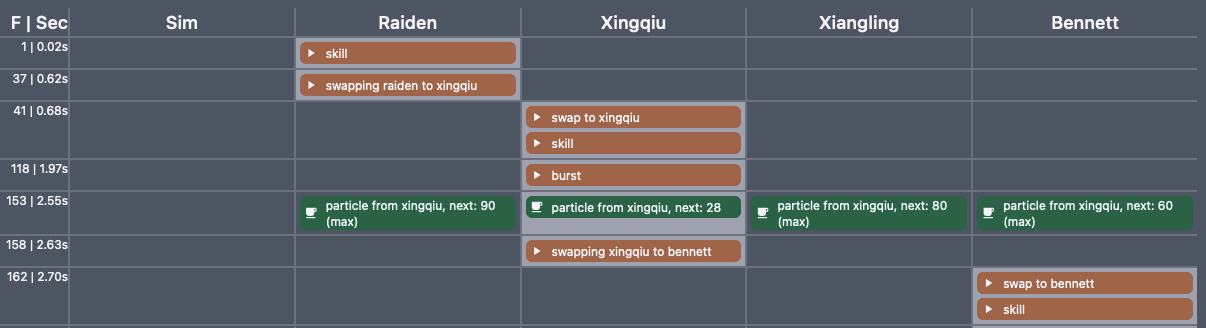 F | Sec Sim Raiden Xingqiu Xiangling Bennett
1 | 0.02s skill
37 | 0.62s swapping raiden to xingqiu
41 | 0.68s swap to xingqiu
skill
118 | 1.97s burst
153 | 2.55s particle from xingqiu, next: 90 (max) particle from xingqiu, next: 28 particle from xingqiu, next: 80 (max) particle from xingqiu, next: 60 (max)
158 | 2.63s swapping xingqiu to bennett
162 | 2.70s swap to bennett
skill